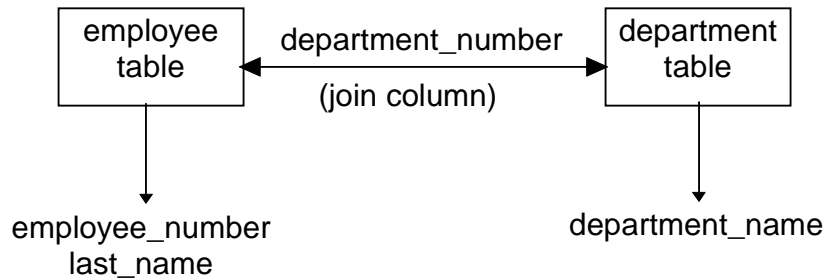 employee
table
department_number
(join column)
department
table
employee_number
last_name
department_name